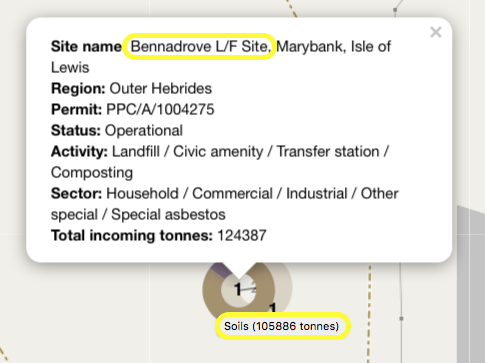 ×
Site name: Bennadrove L/F Site, Marybank, Isle of
Lewis
Region: Outer Hebrides
Permit: PPC/A/1004275
Status: Operational
Activity: Landfill / Civic amenity / Transfer station /
Composting
Sector: Household / Commercial / Industrial / Other
special / Special asbestos
Total incoming tonnes: 124387
1
1
Soils (105886 tonnes)